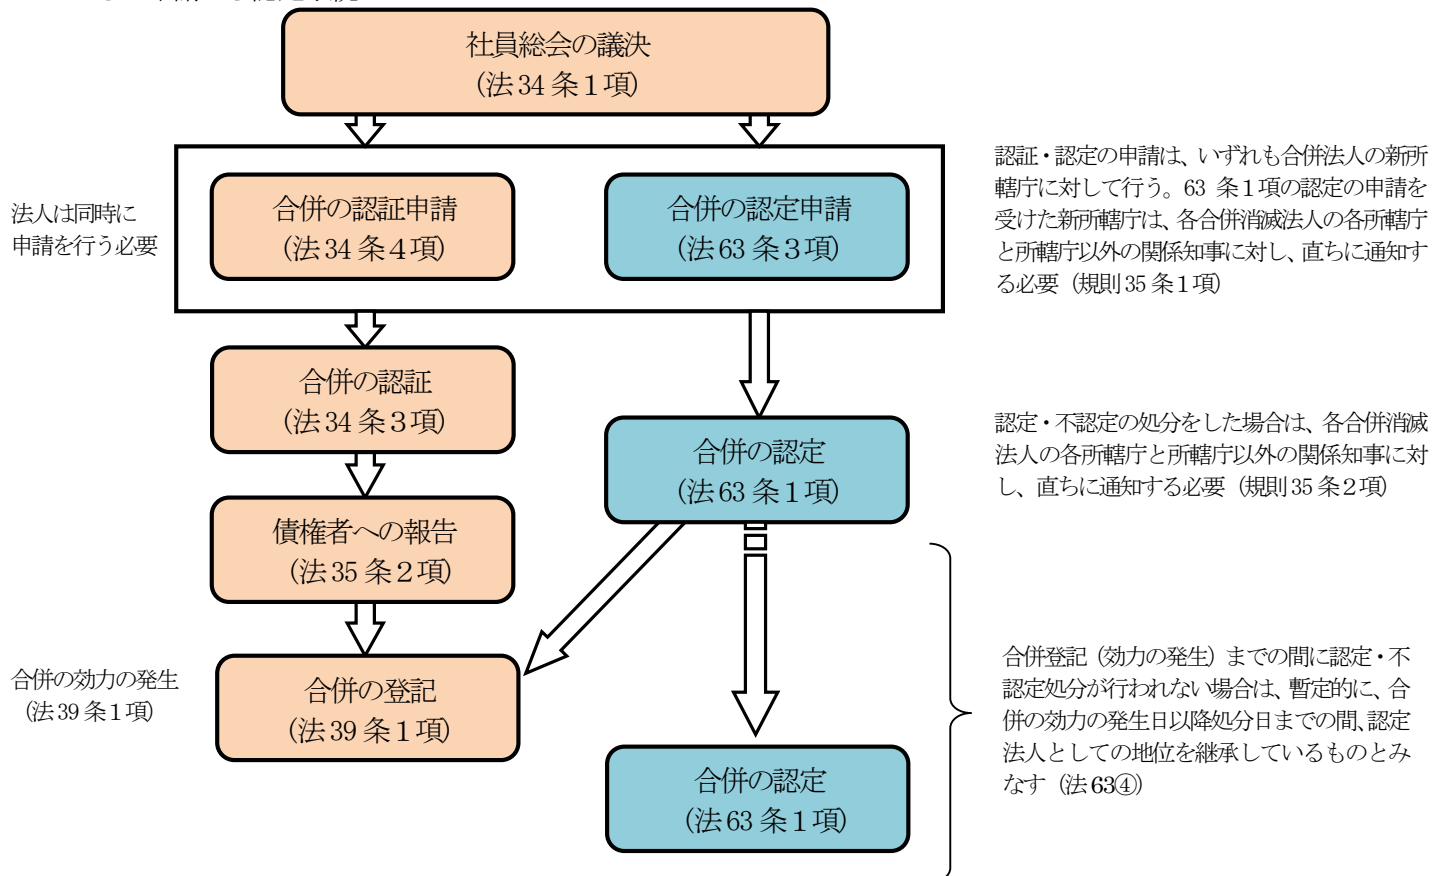 社員総会の議決
(法34条1項)
法人は同時に
申請を行う必要
合併の認証申請
(法34条4項)
合併の認定申請
(法63条3項)
認証・認定の申請は、いずれも合併法人の新所
轄庁に対して行う。63 条1項の認定の申請を
受けた新所轄庁は、各合併消滅法人の各所轄庁
と所轄庁以外の関係知事に対し、直ちに通知す
る必要（規則35条1項）
合併の認証
(法34条3項)
合併の認定
(法63条1項)
認定・不認定の処分をした場合は、各合併消滅
法人の各所轄庁と所轄庁以外の関係知事に対
し、直ちに通知する必要（規則35条2項）
債権者への報告
（法35条2項）
合併の効力の発生
（法39条1項）
合併の登記
(法39条1項)
合併登記（効力の発生）までの間に認定・不
認定処分が行われない場合は、暫定的に、合
併の効力の発生日以降処分日までの間、認定
法人としての地位を継承しているものとみ
なす（法63④）
合併の認定
（法63条1項）